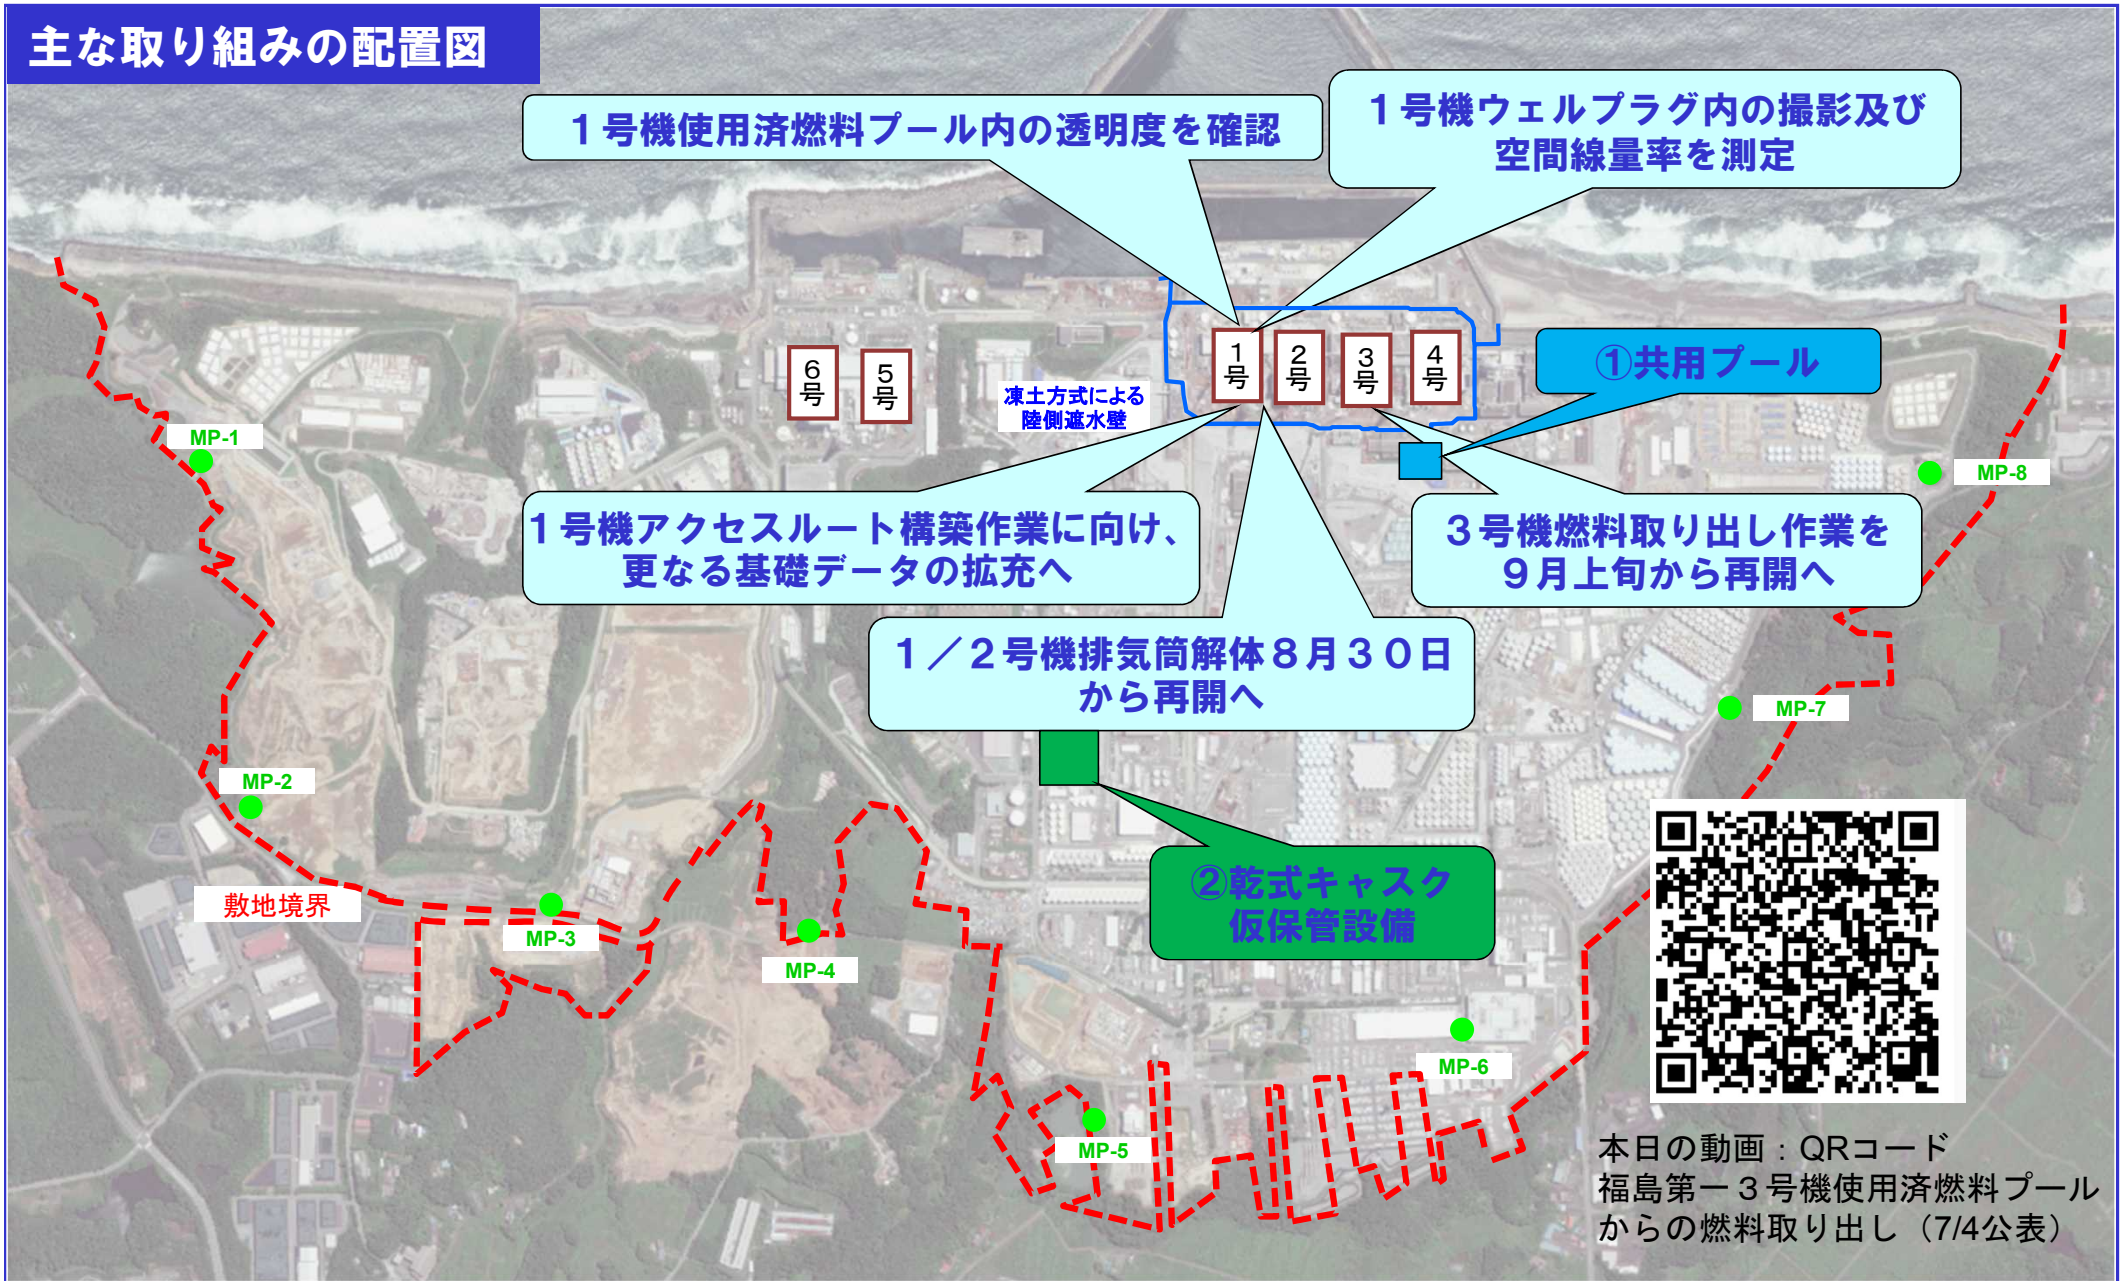 主な取り組みの配置図
１号機使用済燃料プール内の透明度を確認
１号機ウェルプラグ内の撮影及び
空間線量率を測定
6号
5号
1号
2号
3号
4号
①共用プール
凍土方式による
陸側遮水壁
MP-1
MP-8
１号機アクセスルート構築作業に向け、
更なる基礎データの拡充へ
３号機燃料取り出し作業を
９月上旬から再開へ
１／２号機排気筒解体８月３０日
から再開へ
MP-7
MP-2
②乾式キャスク
仮保管設備
敷地境界
MP-3
MP-4
MP-6
MP-5
本日の動画：QRコード
福島第一３号機使用済燃料プール
からの燃料取り出し（7/4公表）